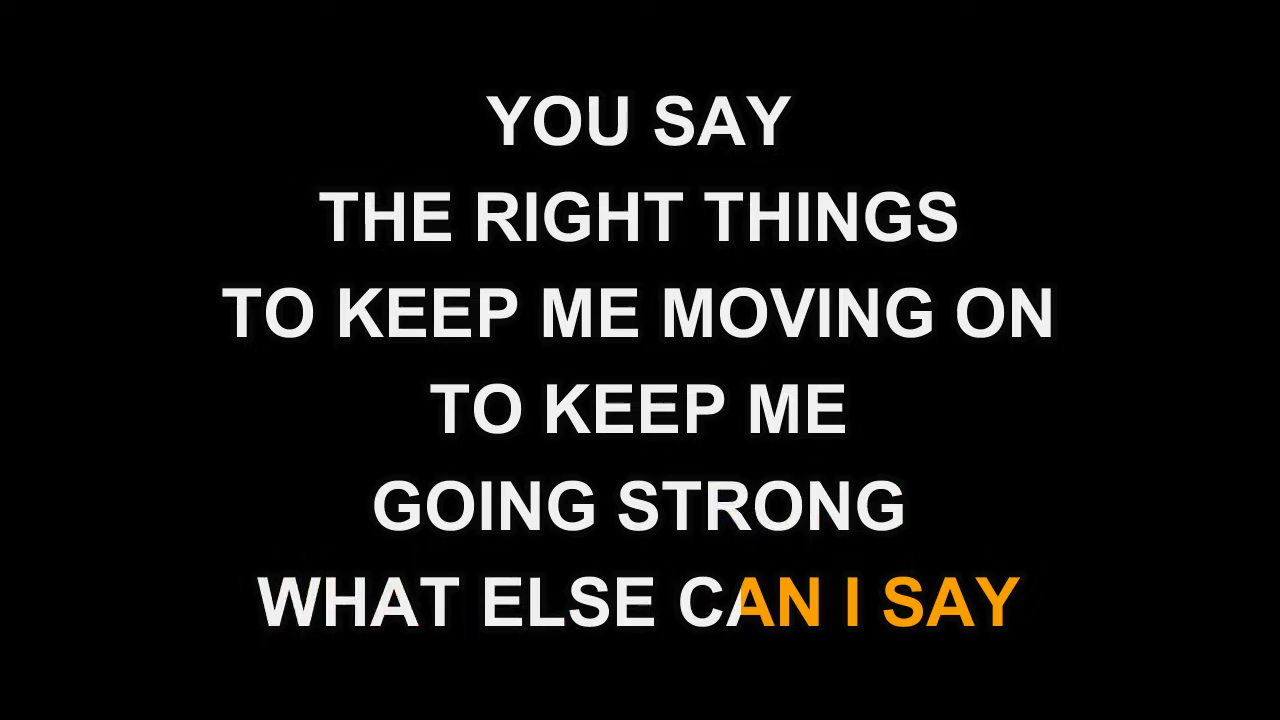 YOU SAY
THE RIGHT THINGS
TO KEEP ME MOVING ON
TO KEEP ME
GOING STRONG
WHAT ELSE CAN I SAY